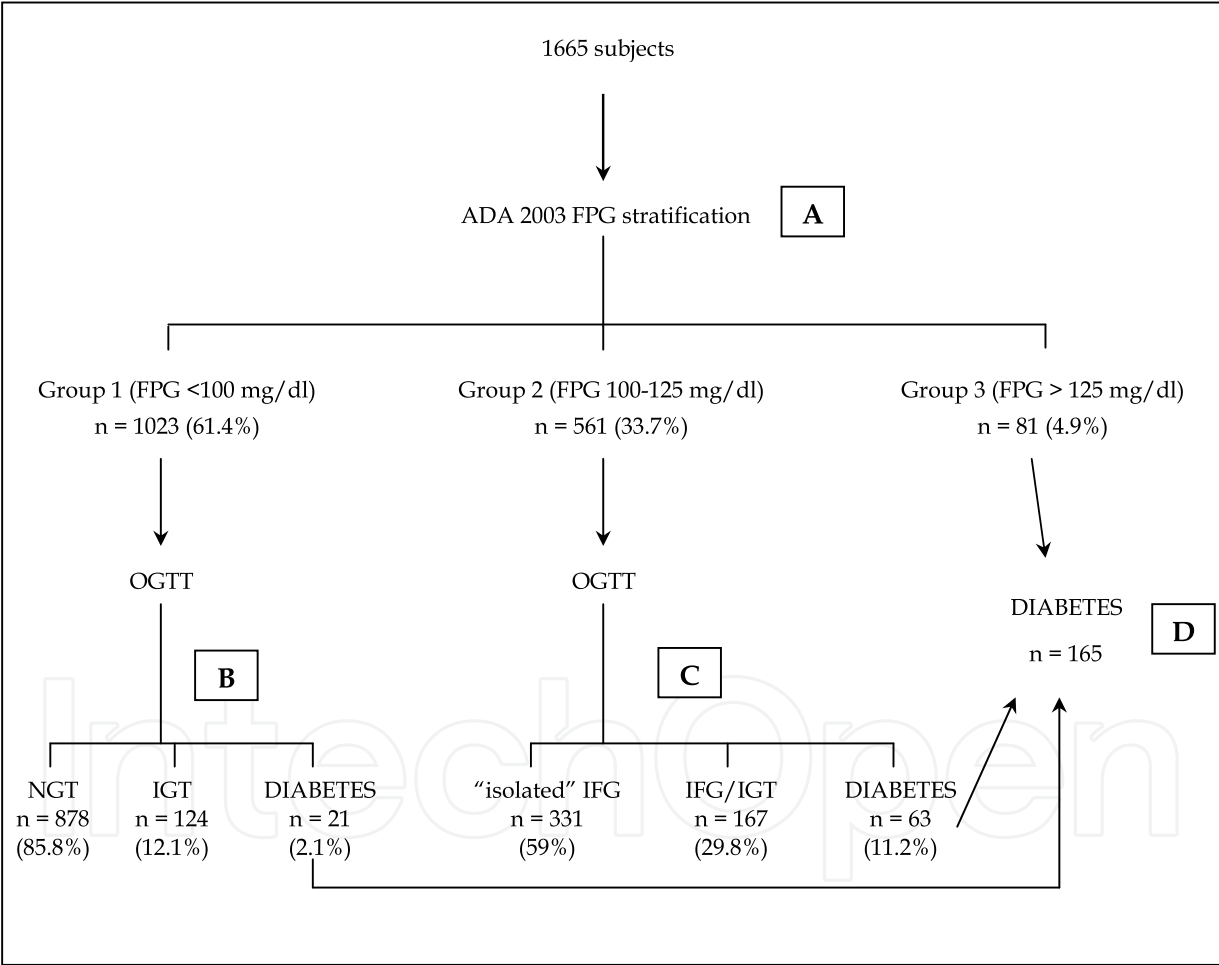 1665 subjects
ADA 2003 FPG stratification
A
Group 1 (FPG <100 mg/dl)
n = 1023 (61.4%)
Group 2 (FPG 100-125 mg/dl)
n = 561 (33.7%)
Group 3 (FPG > 125 mg/dl)
n = 81 (4.9%)
OGTT
OGTT
DIABETES
n = 165
D
B
C
NGT
n = 878
(85.8%)
IGT
n = 124
(12.1%)
DIABETES
n = 21
(2.1%)
“isolated” IFG
n = 331
(59%)
IFG/IGT
n = 167
(29.8%)
DIABETES
n = 63
(11.2%)
IntechOpen